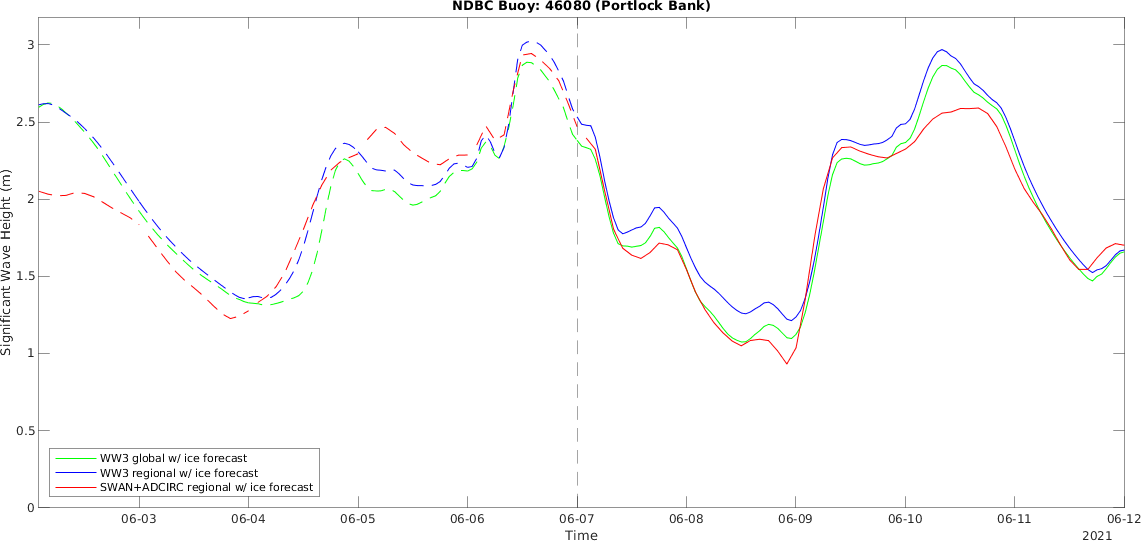 NDBC Buoy: 46080 (Portlock Bank)
Significant Wave Height (m)
3
2.5
2
1.5
1
0.5
0
WW3 global w/ ice forecast
WW3 regional w/ ice forecast
SWAN+ADCIRC regional w/ ice forecast
06-03 06-04 06-05 06-06 06-07 06-08 06-09 06-10 06-11 06-12
Time
2021